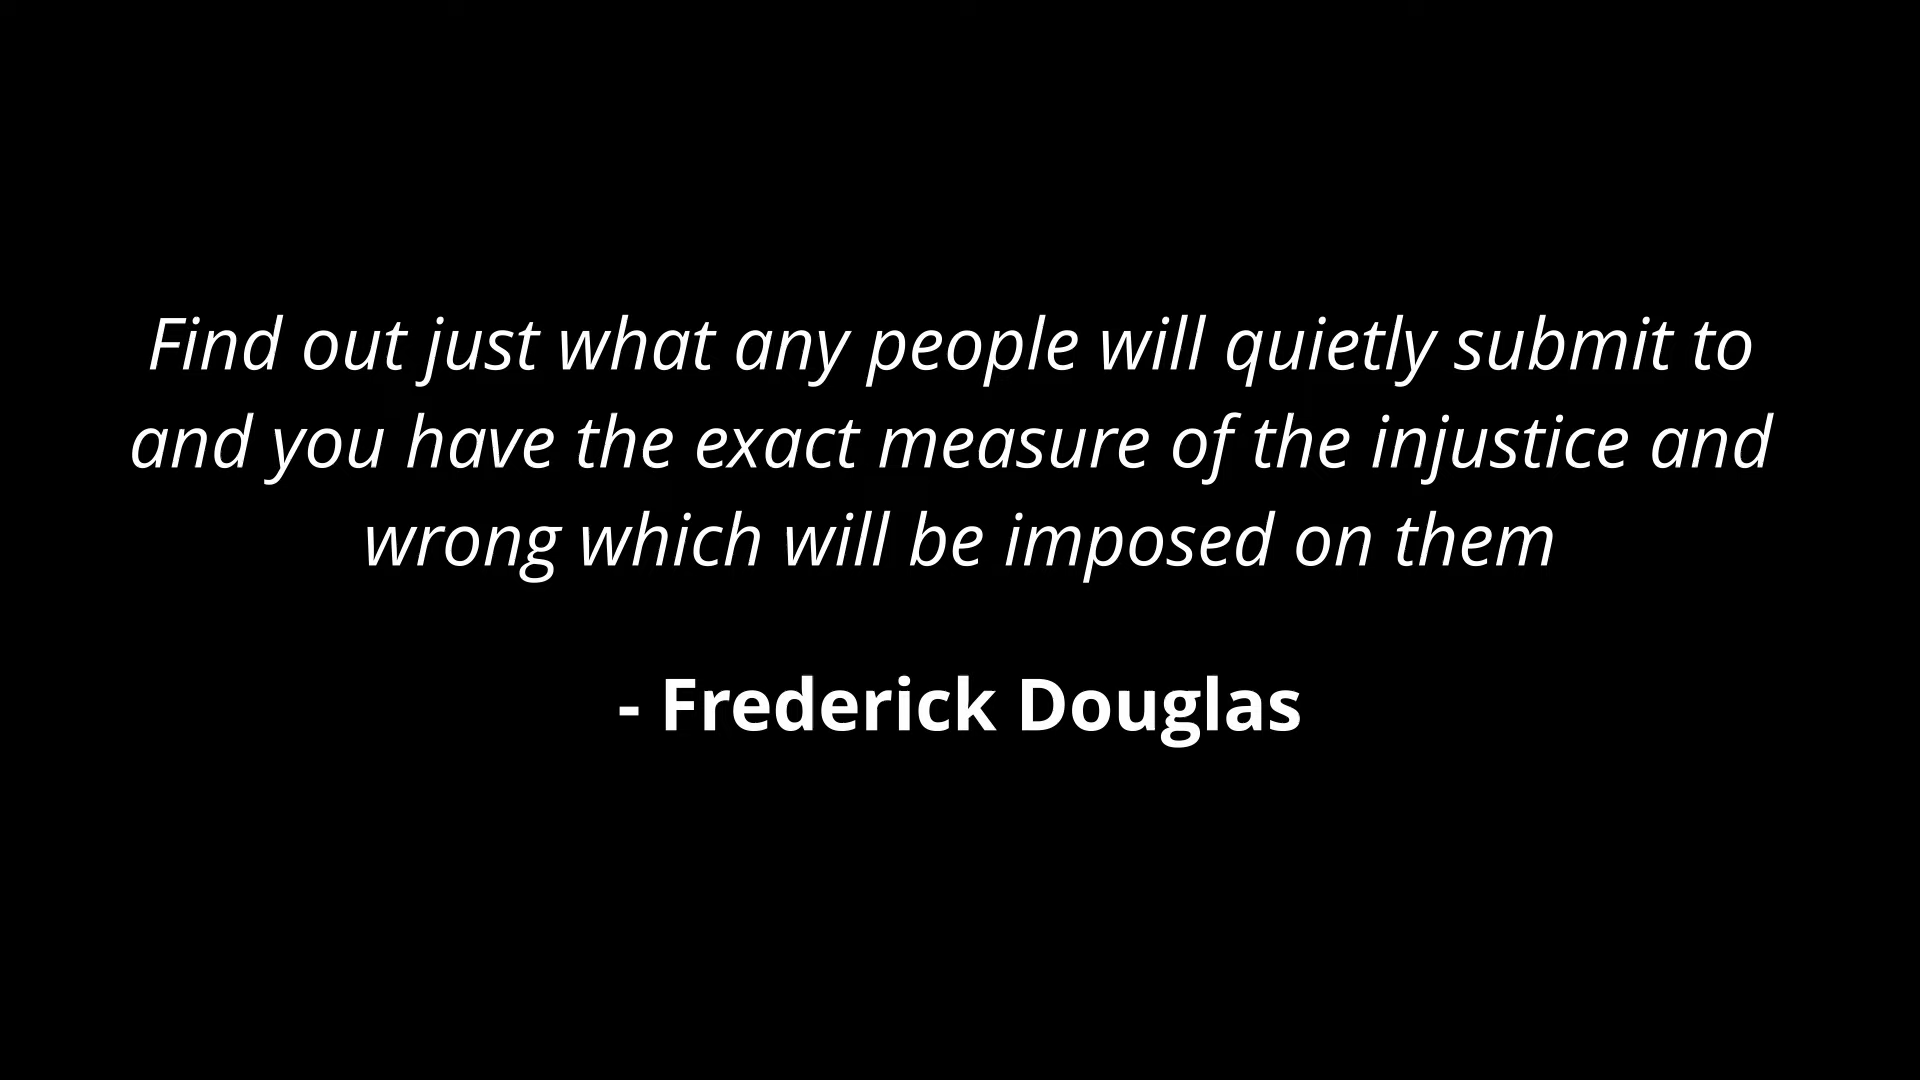 Find out just what any people will quietly submit to
and you have the exact measure of the injustice and
wrong which will be imposed on them
- Frederick Douglas